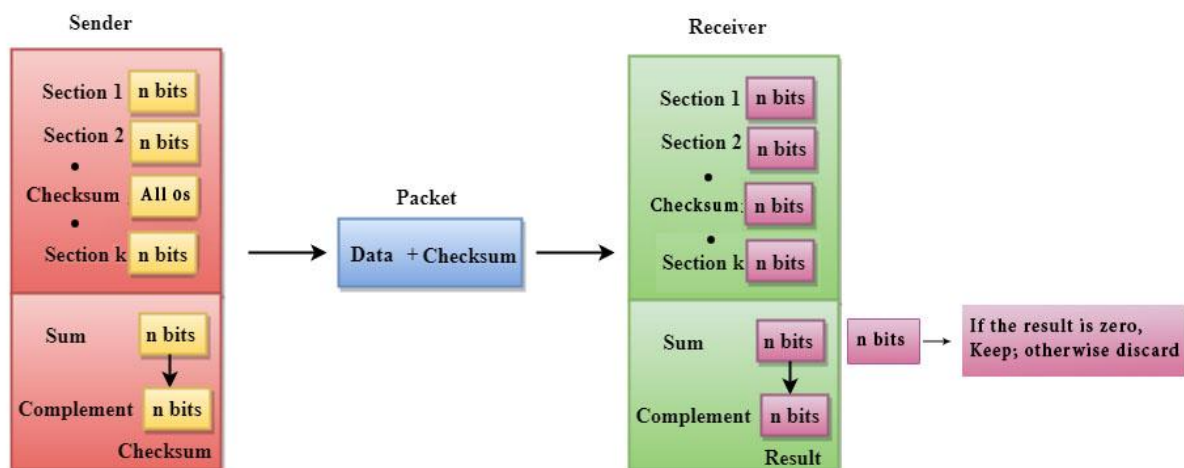 Sender
Section 1 n bits
Section 2 n bits
Checksum All 0s
Section k n bits
Sum n bits
Complement n bits
Checksum
Packet
Data + Checksum
Receiver
Section 1 n bits
Section 2 n bits
Checksum: n bits
Section k n bits
Sum n bits
Complement n bits
Result
n bits
If the result is zero,
Keep; otherwise discard